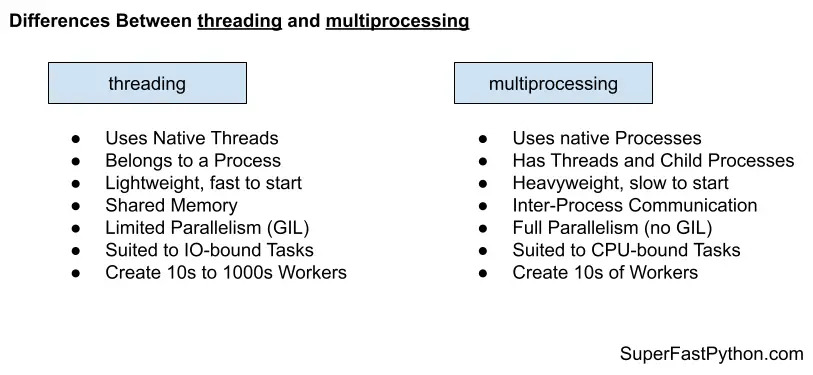 Differences Between threading and multiprocessing
threading
● Uses Native Threads
● Belongs to a Process
● Lightweight, fast to start
● Shared Memory
● Limited Parallelism (GIL)
● Suited to IO-bound Tasks
● Create 10s to 1000s Workers
multiprocessing
● Uses native Processes
● Has Threads and Child Processes
● Heavyweight, slow to start
● Inter-Process Communication
● Full Parallelism (no GIL)
● Suited to CPU-bound Tasks
● Create 10s of Workers
SuperFastPython.com